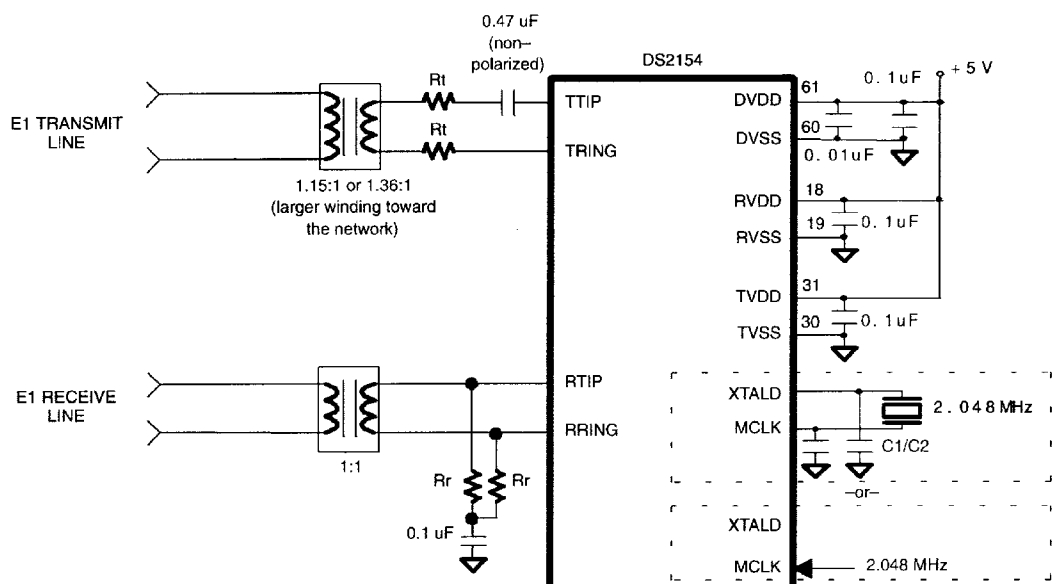 0.47 uF
(non–
polarized)
DS2154
+ 5 V
Rt
TTIP
DVDD
61
0.1uF
E1 TRANSMIT
LINE
Rt
TRING
DVSS
60
0.01uF
1.15:1 or 1.36:1
(larger winding toward
the network)
RVDD
18
0.1uF
RVSS
19
TVDD
31
0.1uF
TVSS
30
E1 RECEIVE
LINE
RTIP
XTALD
2.048MHz
RRING
MCLK
C1/C2
1:1
Rr
Rr
–or–
0.1 uF
XTALD
MCLK
2.048 MHz